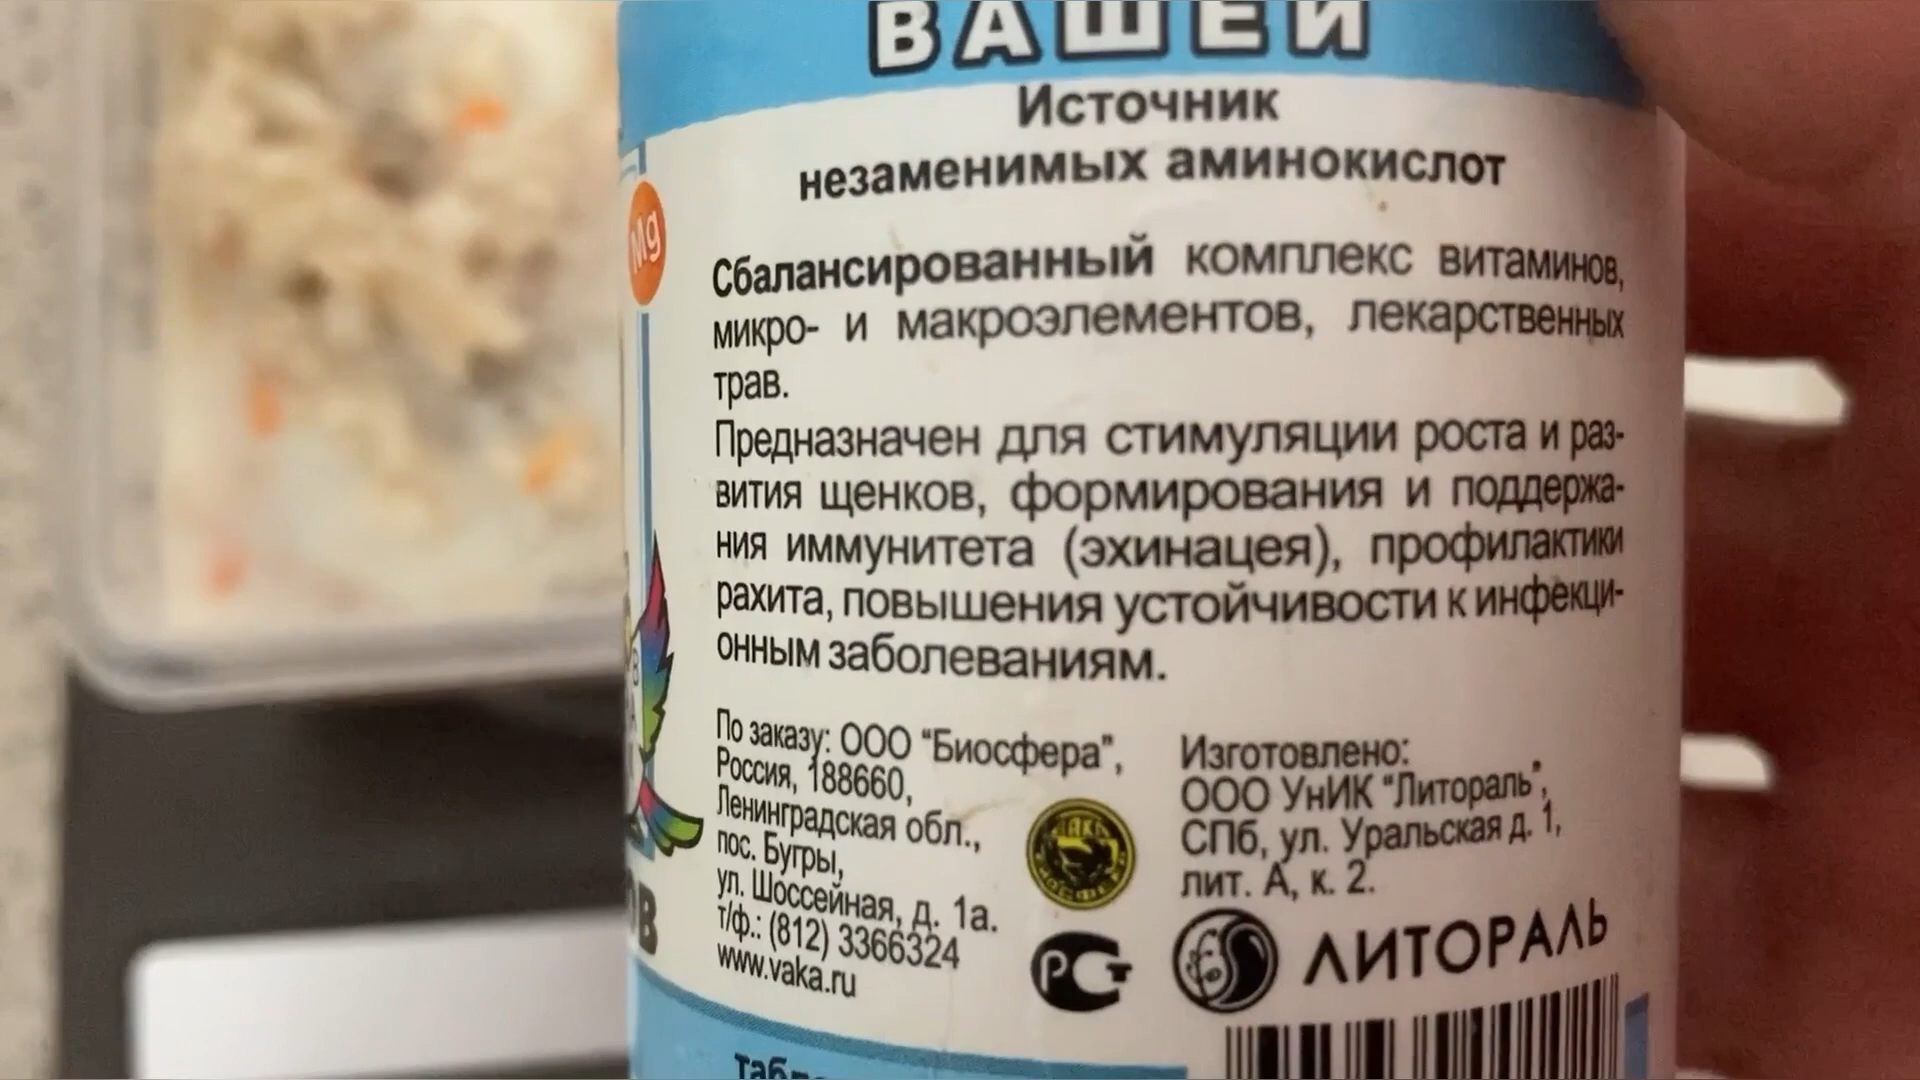 ВАШЕЙ
Источник
незаменимых аминокислот
Mg
Сбалансированный комплекс витаминов,
микро- и макроэлементов, лекарственных
трав.
Предназначен для стимуляции роста и раз-
вития щенков, формирования и поддержа-
ния иммунитета (эхинацея), профилактики
рахита, повышения устойчивости к инфекци-
онным заболеваниям.
По заказу: ООО "Биосфера",
Россия, 188660,
Ленинградская обл.,
пос. Бугры,
ул. Шоссейная, д. 1а.
т/ф.: (812) 3366324
www.vaka.ru
Изготовлено:
ООО УнИК "Литораль",
СПб, ул. Уральская д. 1,
лит. А, к. 2.
РСТ
ЛИТОРАЛЬ